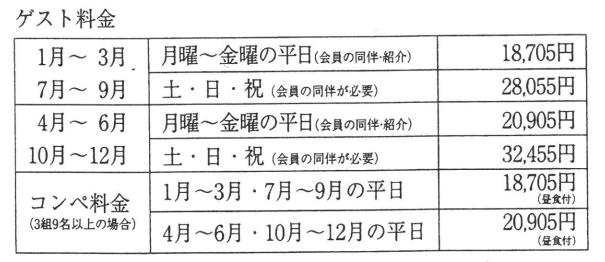 ゲスト料金
1月～ 3月 月曜～金曜の平日(会員の同伴・紹介) 18,705円
7月～ 9月 土・日・祝 (会員の同伴が必要) 28,055円
4月～ 6月 月曜～金曜の平日(会員の同伴・紹介) 20,905円
10月～12月 土・日・祝 (会員の同伴が必要) 32,455円
コンペ料金
(3組9名以上の場合)
1月～3月・7月～9月の平日 18,705円
(昼食付)
4月～6月・10月～12月の平日 20,905円
(昼食付)